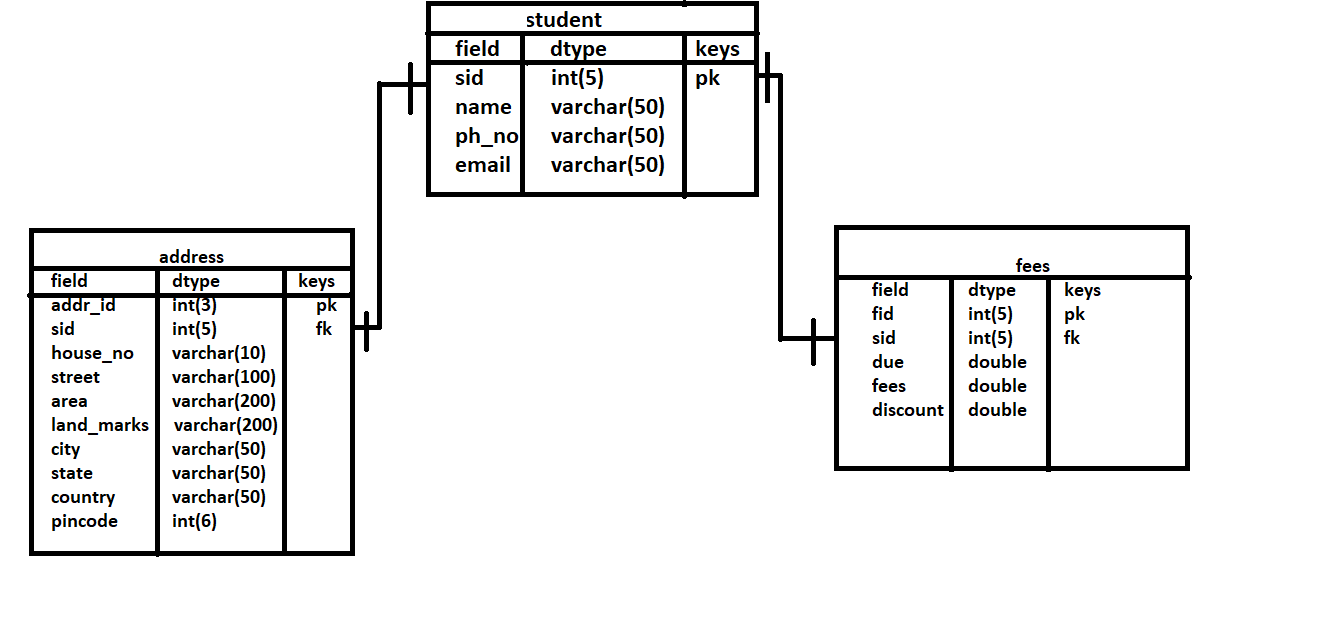 student
field dtype keys
sid int(5) pk
name varchar(50)
ph_no varchar(50)
email varchar(50)
address
field dtype keys
addr_id int(3) pk
sid int(5) fk
house_no varchar(10)
street varchar(100)
area varchar(200)
land_marks varchar(200)
city varchar(50)
state varchar(50)
country varchar(50)
pincode int(6)
fees
field dtype keys
fid int(5) pk
sid int(5) fk
due double
fees double
discount double